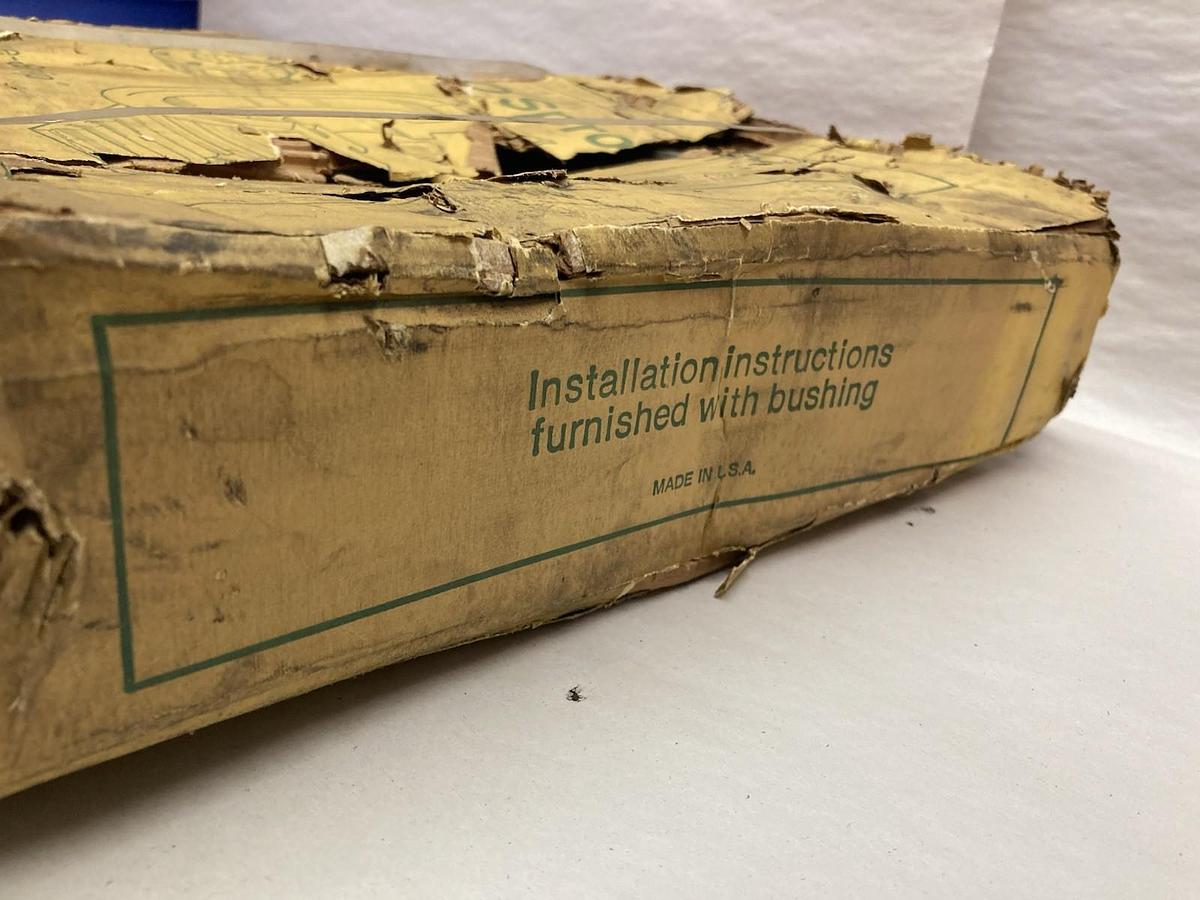 Installation instructions
furnished with bushing
MADE IN U.S.A.